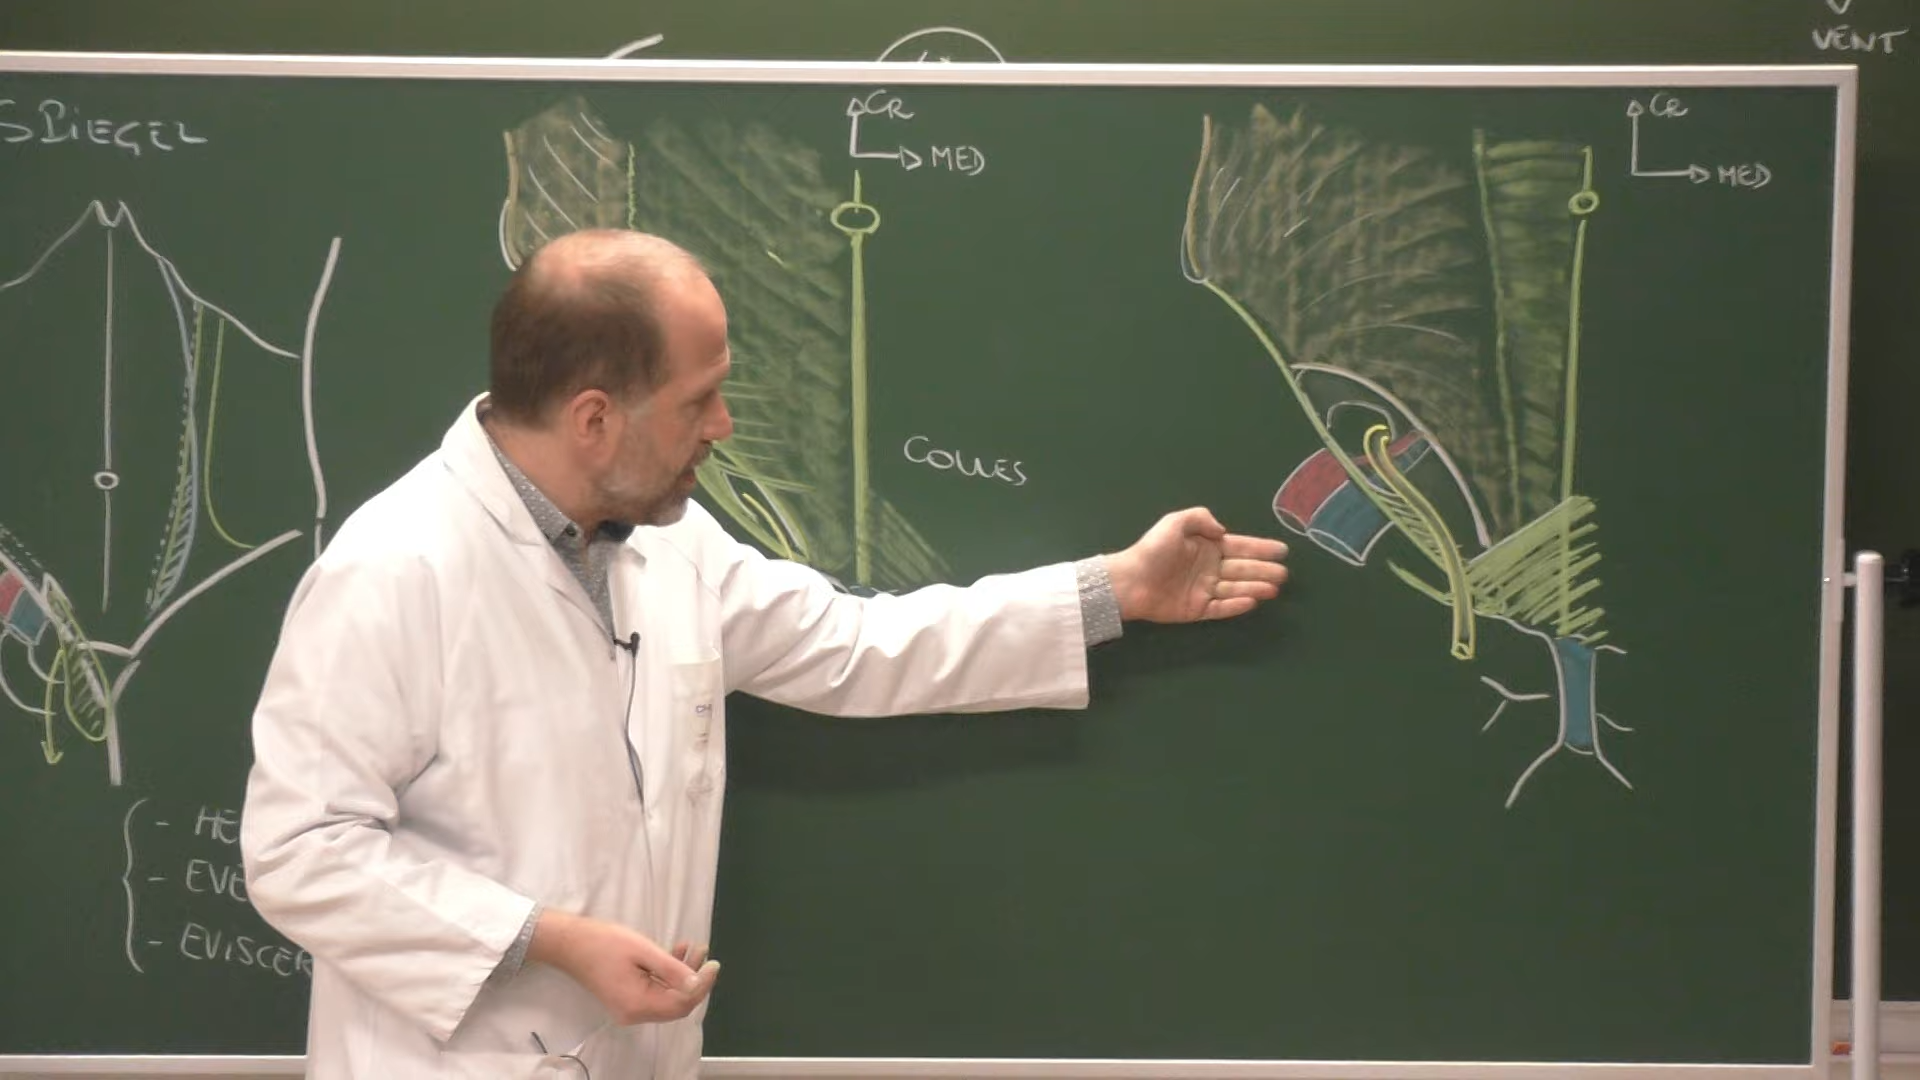 VENT
SPIEGEL
CR
MED
CR
MED
COLLES
- HE
- EVE
- EVISCER